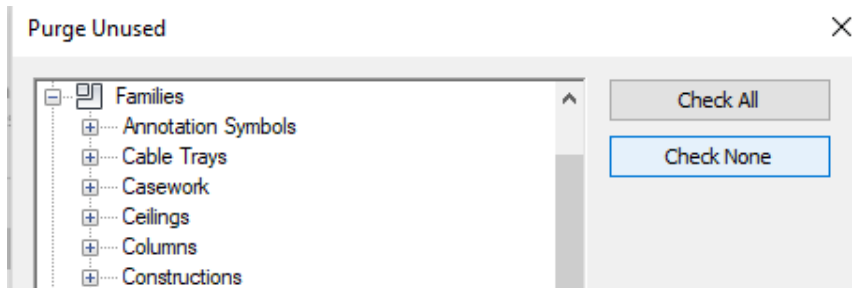 Purge Unused
Families
Annotation Symbols
Cable Trays
Casework
Ceilings
Columns
Constructions
Check All
Check None